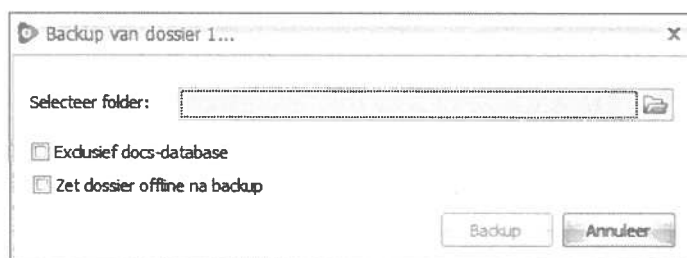 Backup van dossier 1...
Selecteer folder:
Exclusief docs-database
Zet dossier offline na backup
Backup Annuleer